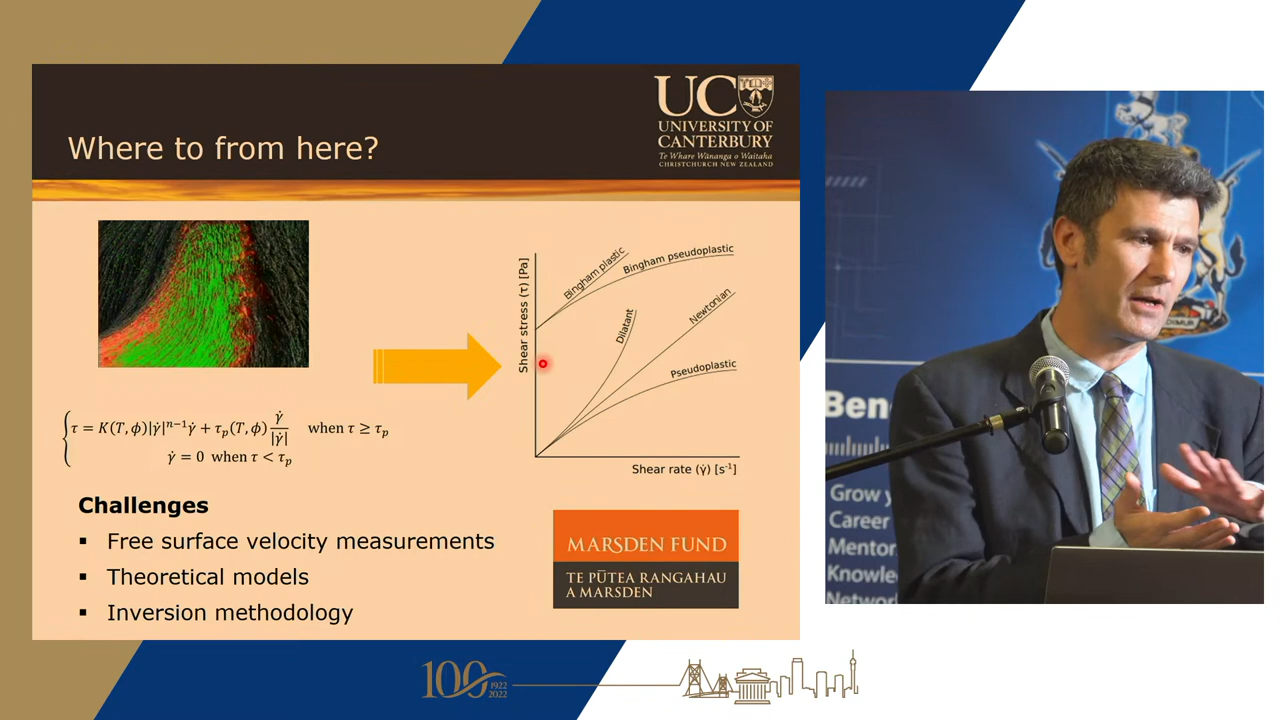 Where to from here?
UC
UNIVERSITY OF
CANTERBURY
Te Whare Wānanga o Waitaha
CHRISTCHURCH NEW ZEALAND
τ = K(T, ϕ)|γ̇|ⁿ⁻¹γ̇ + τₚ(T, ϕ) γ̇/|γ̇| when τ ≥ τₚ
γ̇ = 0 when τ < τₚ
Shear stress (τ) [Pa]
Bingham plastic
Bingham pseudoplastic
Dilatant
Newtonian
Pseudoplastic
Shear rate (γ̇) [s⁻¹]
Challenges
▪ Free surface velocity measurements
▪ Theoretical models
▪ Inversion methodology
MARSDEN FUND
TE PŪTEA RANGAHAU
A MARSDEN
Grow
Career
Mentor
100
1922
2022